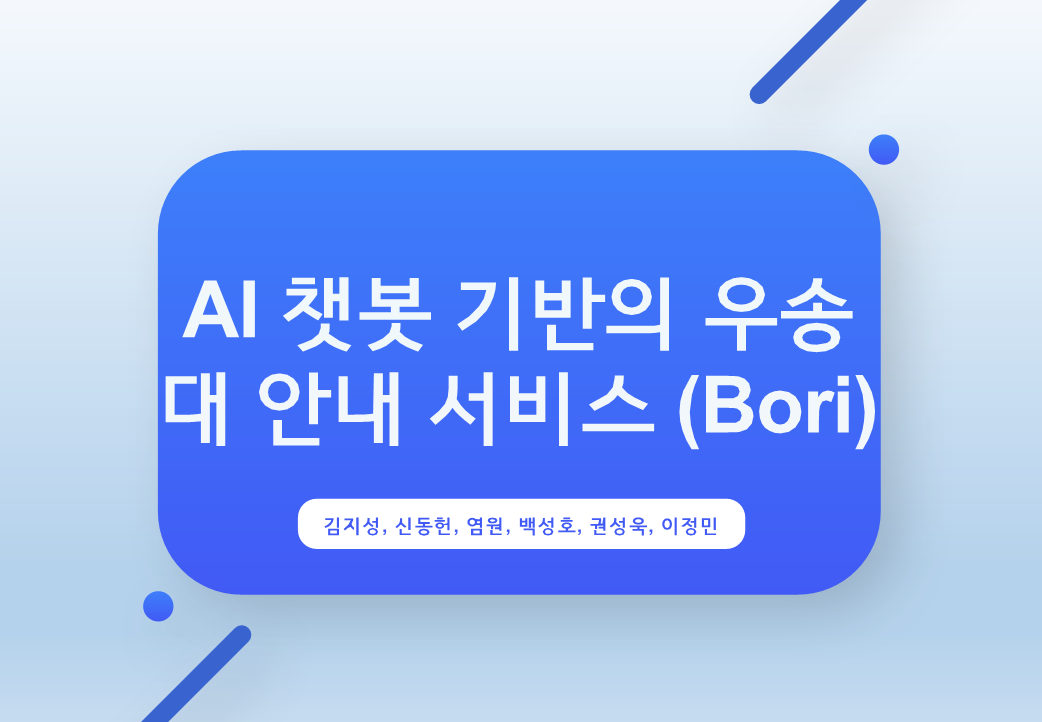 AI 챗봇 기반의 우송
대 안내 서비스 (Bori)
김지성, 신동헌, 염원, 백성호, 권성욱, 이정민